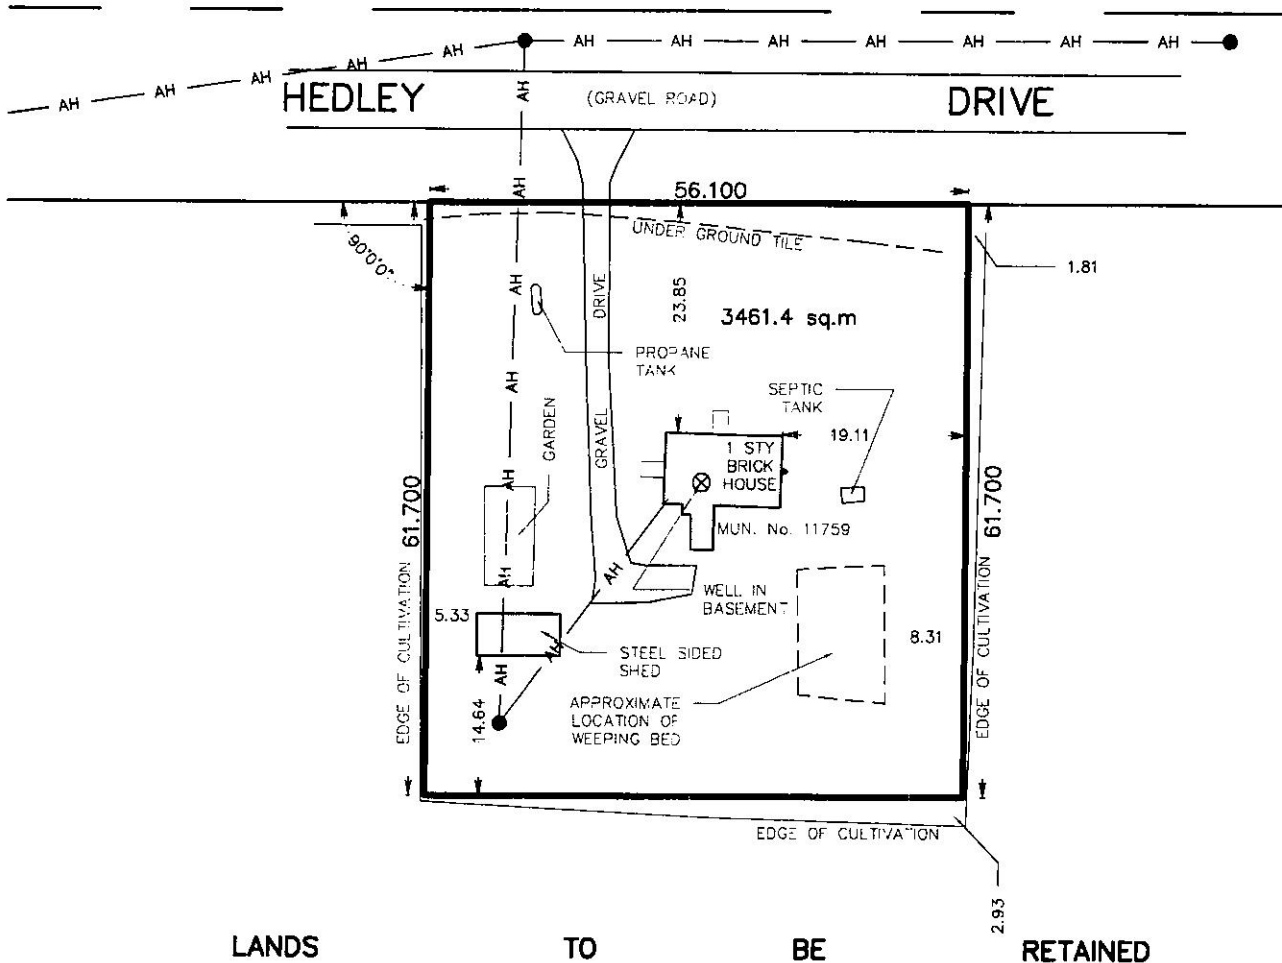 AH AH AH AH AH AH AH AH
AH AH AH AH
HEDLEY (GRAVEL ROAD) DRIVE
AH
AH
56.100
UNDER GROUND TILE
90°0'0"
1.81
AH
DRIVE
23.85
3461.4 sq.m
PROPANE
TANK
AH
SEPTIC
TANK
GARDEN
GRAVEL
19.11
1 STY
BRICK
HOUSE
AH
61.700
61.700
MUN. No. 11759
AH
AH
WELL IN
BASEMENT
5.33
8.31
EDGE OF CULTIVATION
EDGE OF CULTIVATION
STEEL SIDED
SHED
AH
AH
14.64
APPROXIMATE
LOCATION OF
WEEPING BED
EDGE OF CULTIVATION
2.93
LANDS TO BE RETAINED